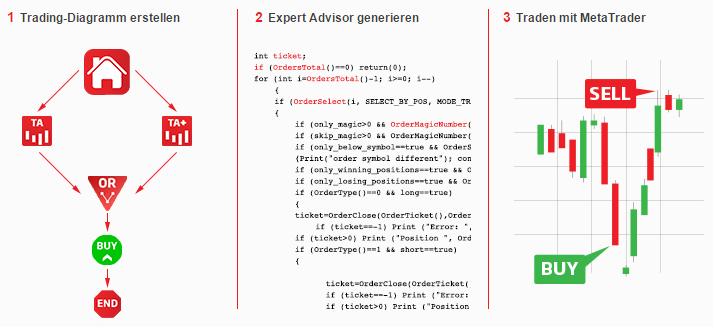 1 Trading-Diagramm erstellen
TA
TA+
OR
BUY
END
2 Expert Advisor generieren
int ticket;
if (OrdersTotal()==0) return(0);
for (int i=OrdersTotal()-1; i>=0; i--)
{
if (OrderSelect(i, SELECT_BY_POS, MODE_TR
{
if (only_magic>0 && OrderMagicNumber(
if (skip_magic>0 && OrderMagicNumber(
if (only_below_symbol==true && OrderS
{Print("order symbol different"); con
if (only_winning_positions==true && O
if (only_losing_positions==true && Or
if (OrderType()==0 && long==true)
{
ticket=OrderClose(OrderTicket(),Order
if (ticket==-1) Print ("Error: ",
if (ticket>0) Print ("Position ", Ord
if (OrderType()==1 && short==true)
{
ticket=OrderClose(OrderTicket(
if (ticket==-1) Print ("Error:
if (ticket>0) Print ("Position
3 Traden mit MetaTrader
SELL
BUY